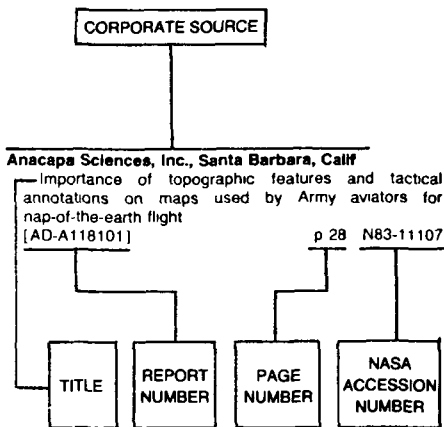 CORPORATE SOURCE
Anacapa Sciences, Inc., Santa Barbara, Calif
Importance of topographic features and tactical
annotations on maps used by Army aviators for
nap-of-the-earth flight
[AD-A118101] p 28 N83-11107
TITLE
REPORT
NUMBER
PAGE
NUMBER
NASA
ACCESSION
NUMBER